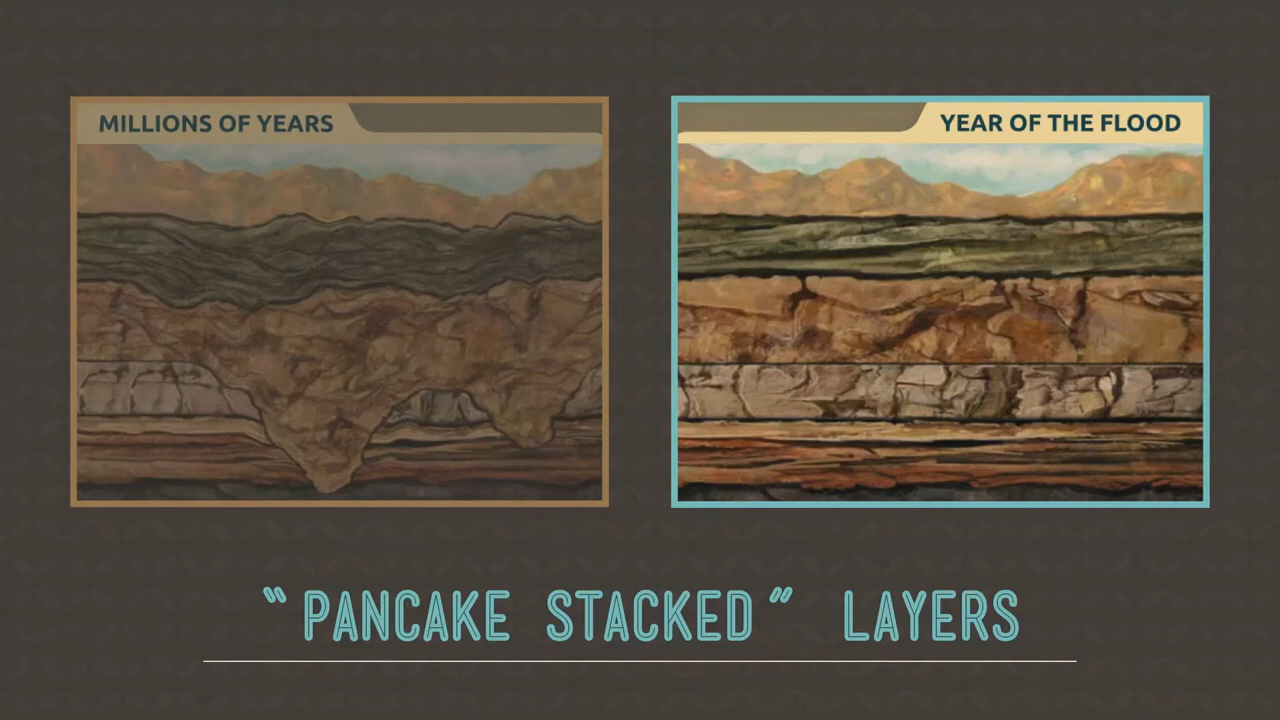 MILLIONS OF YEARS
YEAR OF THE FLOOD
“PANCAKE STACKED” LAYERS